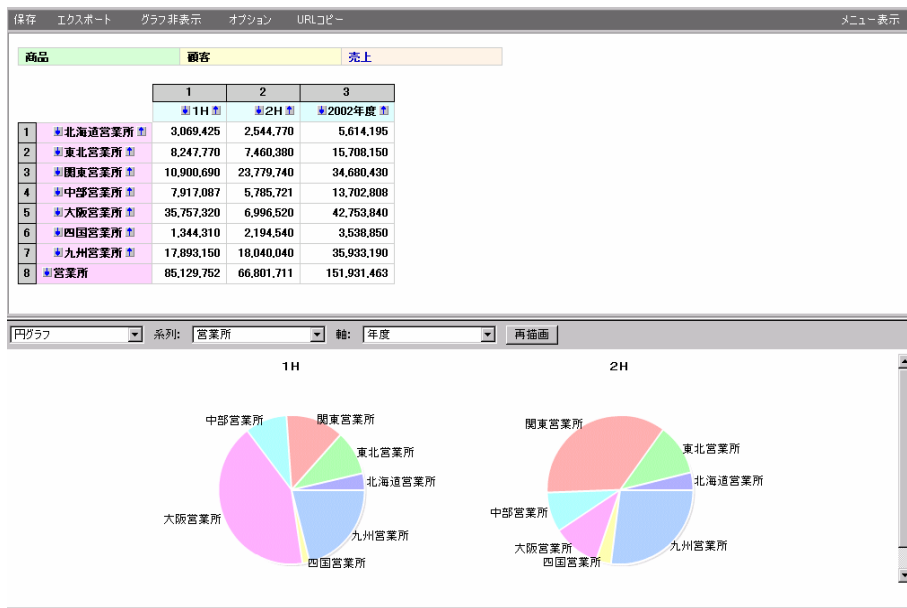 保存 エクスポート グラフ非表示 オプション URLコピー メニュー表示
商品 顧客 売上
1 2 3
1H 2H 2002年度
1 北海道営業所 3,069,425 2,544,770 5,614,195
2 東北営業所 8,247,770 7,460,380 15,708,150
3 関東営業所 10,900,690 23,779,740 34,680,430
4 中部営業所 7,917,087 5,785,721 13,702,808
5 大阪営業所 35,757,320 6,996,520 42,753,840
6 四国営業所 1,344,310 2,194,540 3,538,850
7 九州営業所 17,893,150 18,040,040 35,933,190
8 営業所 85,129,752 66,801,711 151,931,463
円グラフ 系列: 営業所 軸: 年度 再描画
1H 2H
中部営業所 関東営業所 関東営業所
東北営業所 東北営業所
北海道営業所 北海道営業所
大阪営業所 中部営業所
九州営業所 大阪営業所 九州営業所
四国営業所 四国営業所